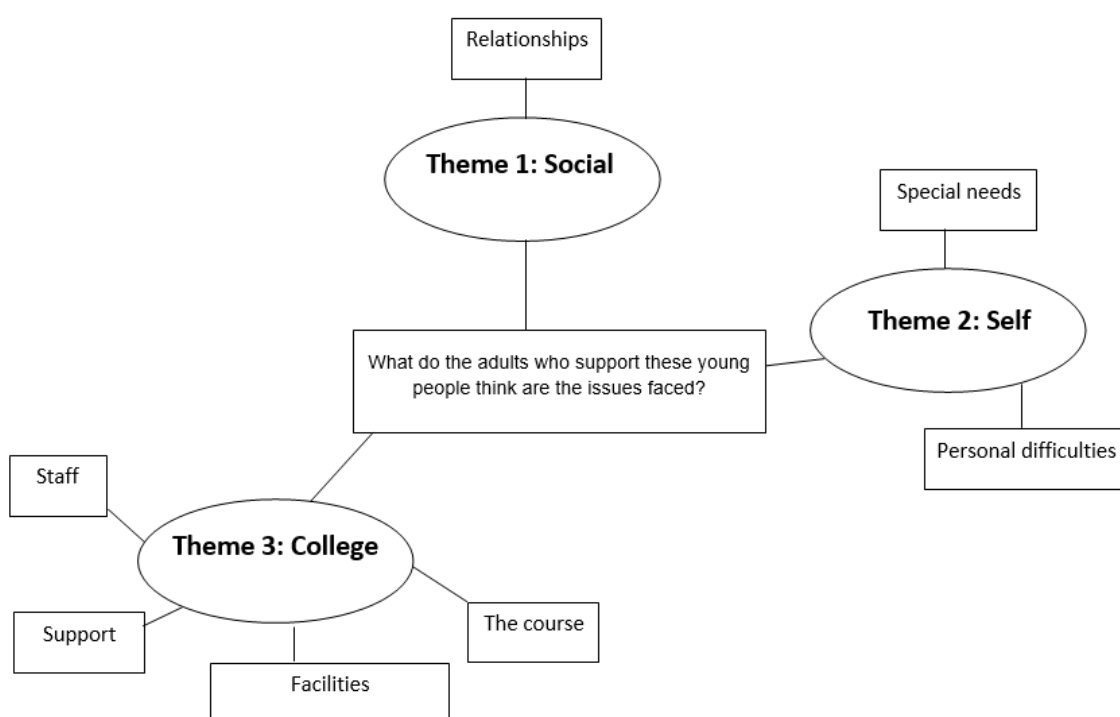 Relationships
Theme 1: Social
Special needs
Theme 2: Self
What do the adults who support these young
people think are the issues faced?
Personal difficulties
Staff
Theme 3: College
The course
Support
Facilities